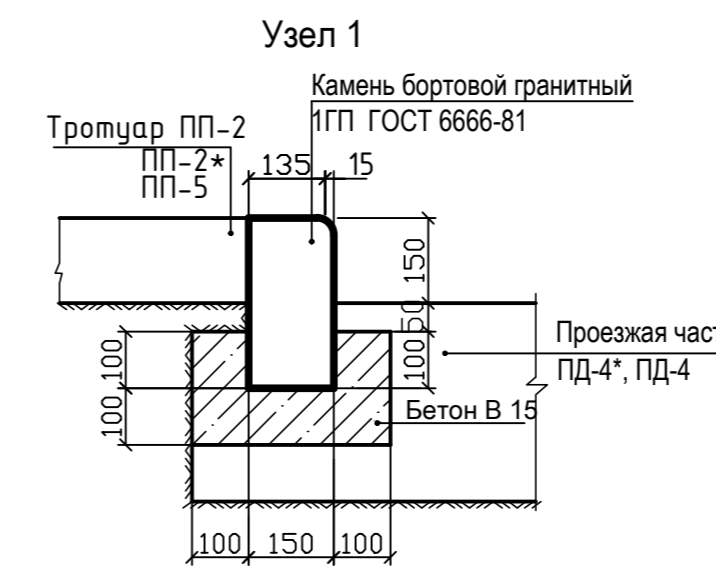 Узел 1
Камень бортовой гранитный
1ГП ГОСТ 6666-81
Тротуар ПП-2
ПП-2*
ПП-5
135 15
150
50
100
100
100
Проезжая част
ПД-4*, ПД-4
Бетон В 15
100 150 100